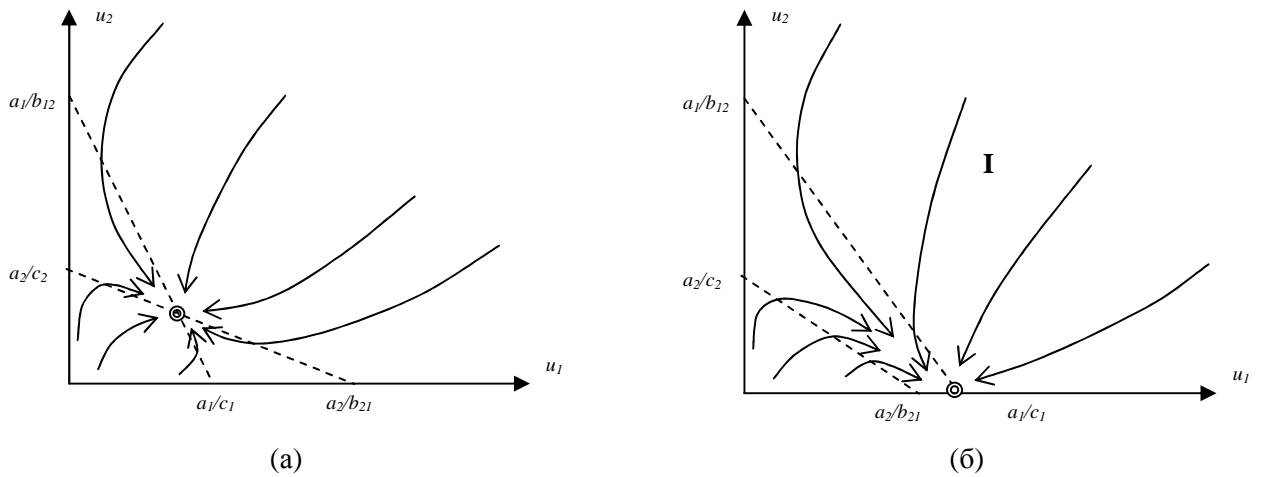 u₂
a₁/b₁₂
a₂/c₂
u₁
a₁/c₁
a₂/b₂₁
(а)
u₂
a₁/b₁₂
I
a₂/c₂
u₁
a₂/b₂₁
a₁/c₁
(б)